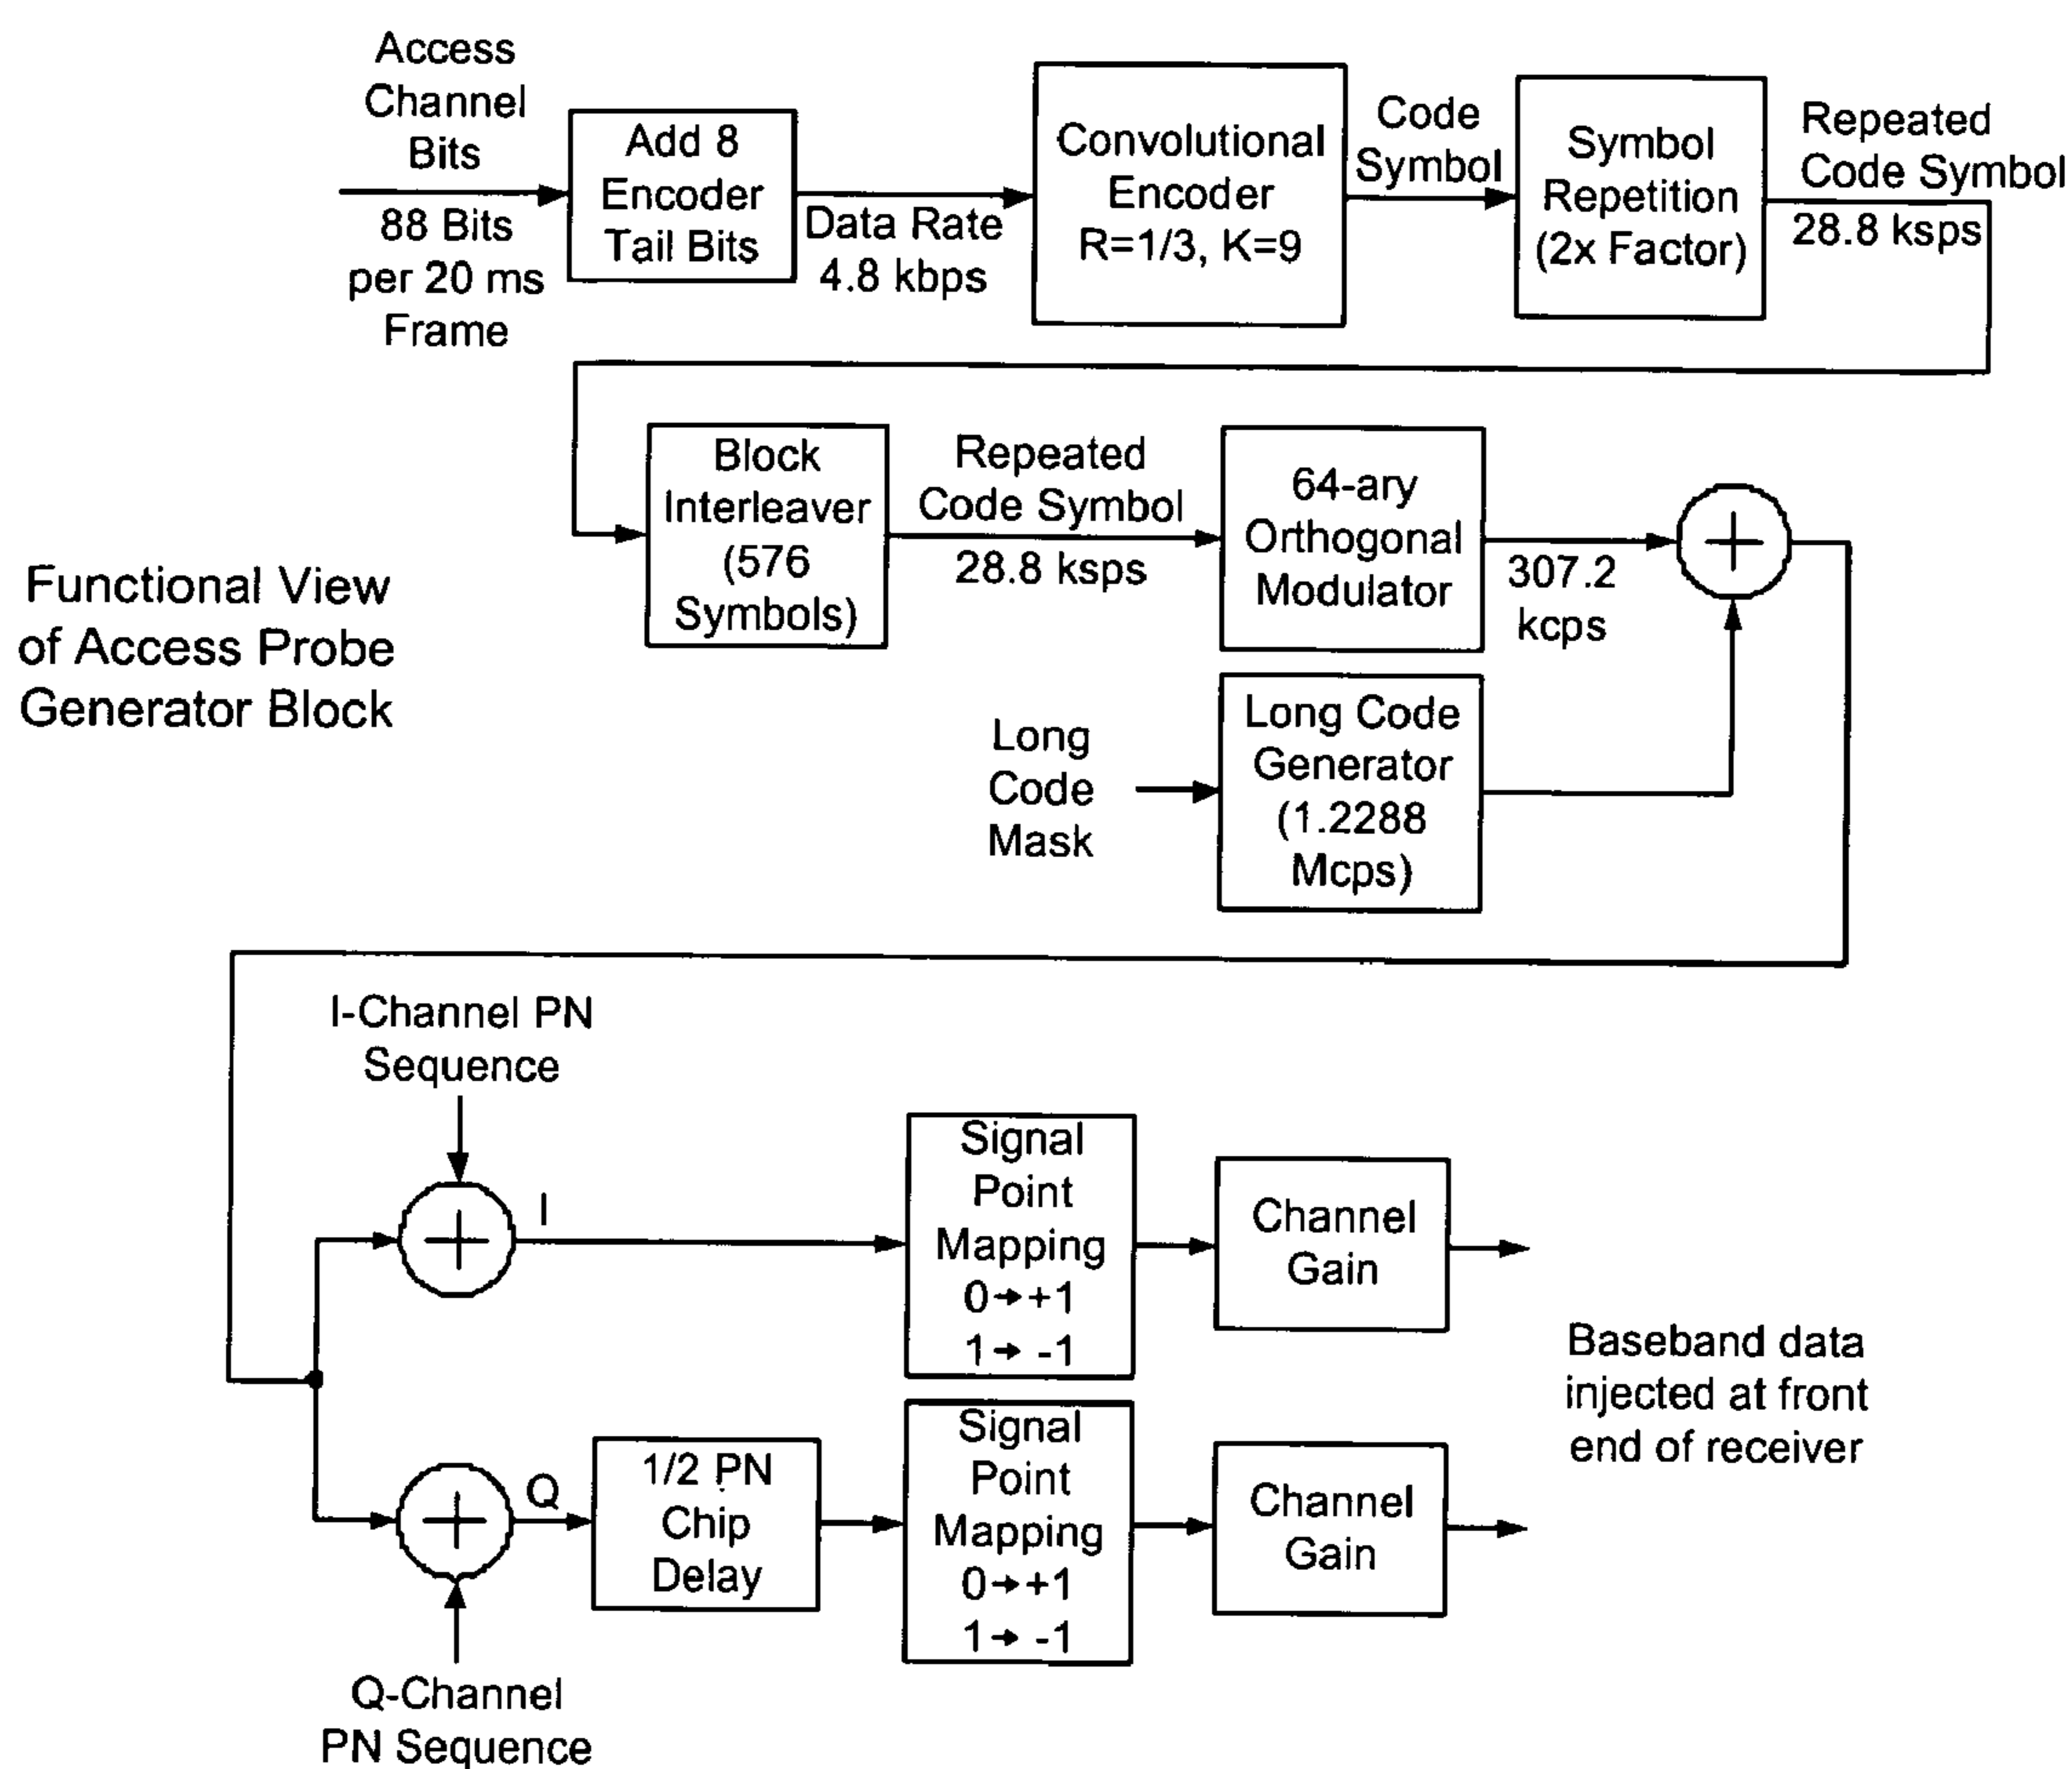 Access
Channel
Bits
88 Bits
per 20 ms
Frame
Add 8
Encoder
Tail Bits
Data Rate
4.8 kbps
Convolutional
Encoder
R=1/3, K=9
Code
Symbol
Symbol
Repetition
(2x Factor)
Repeated
Code Symbol
28.8 ksps
Block
Interleaver
(576
Symbols)
Repeated
Code Symbol
28.8 ksps
64-ary
Orthogonal
Modulator
307.2
kcps
Functional View
of Access Probe
Generator Block
Long
Code
Mask
Long Code
Generator
(1.2288
Mcps)
I-Channel PN
Sequence
I
Signal
Point
Mapping
0→+1
1→ -1
Channel
Gain
Baseband data
injected at front
end of receiver
Q
1/2 PN
Chip
Delay
Signal
Point
Mapping
0→+1
1→ -1
Channel
Gain
Q-Channel
PN Sequence